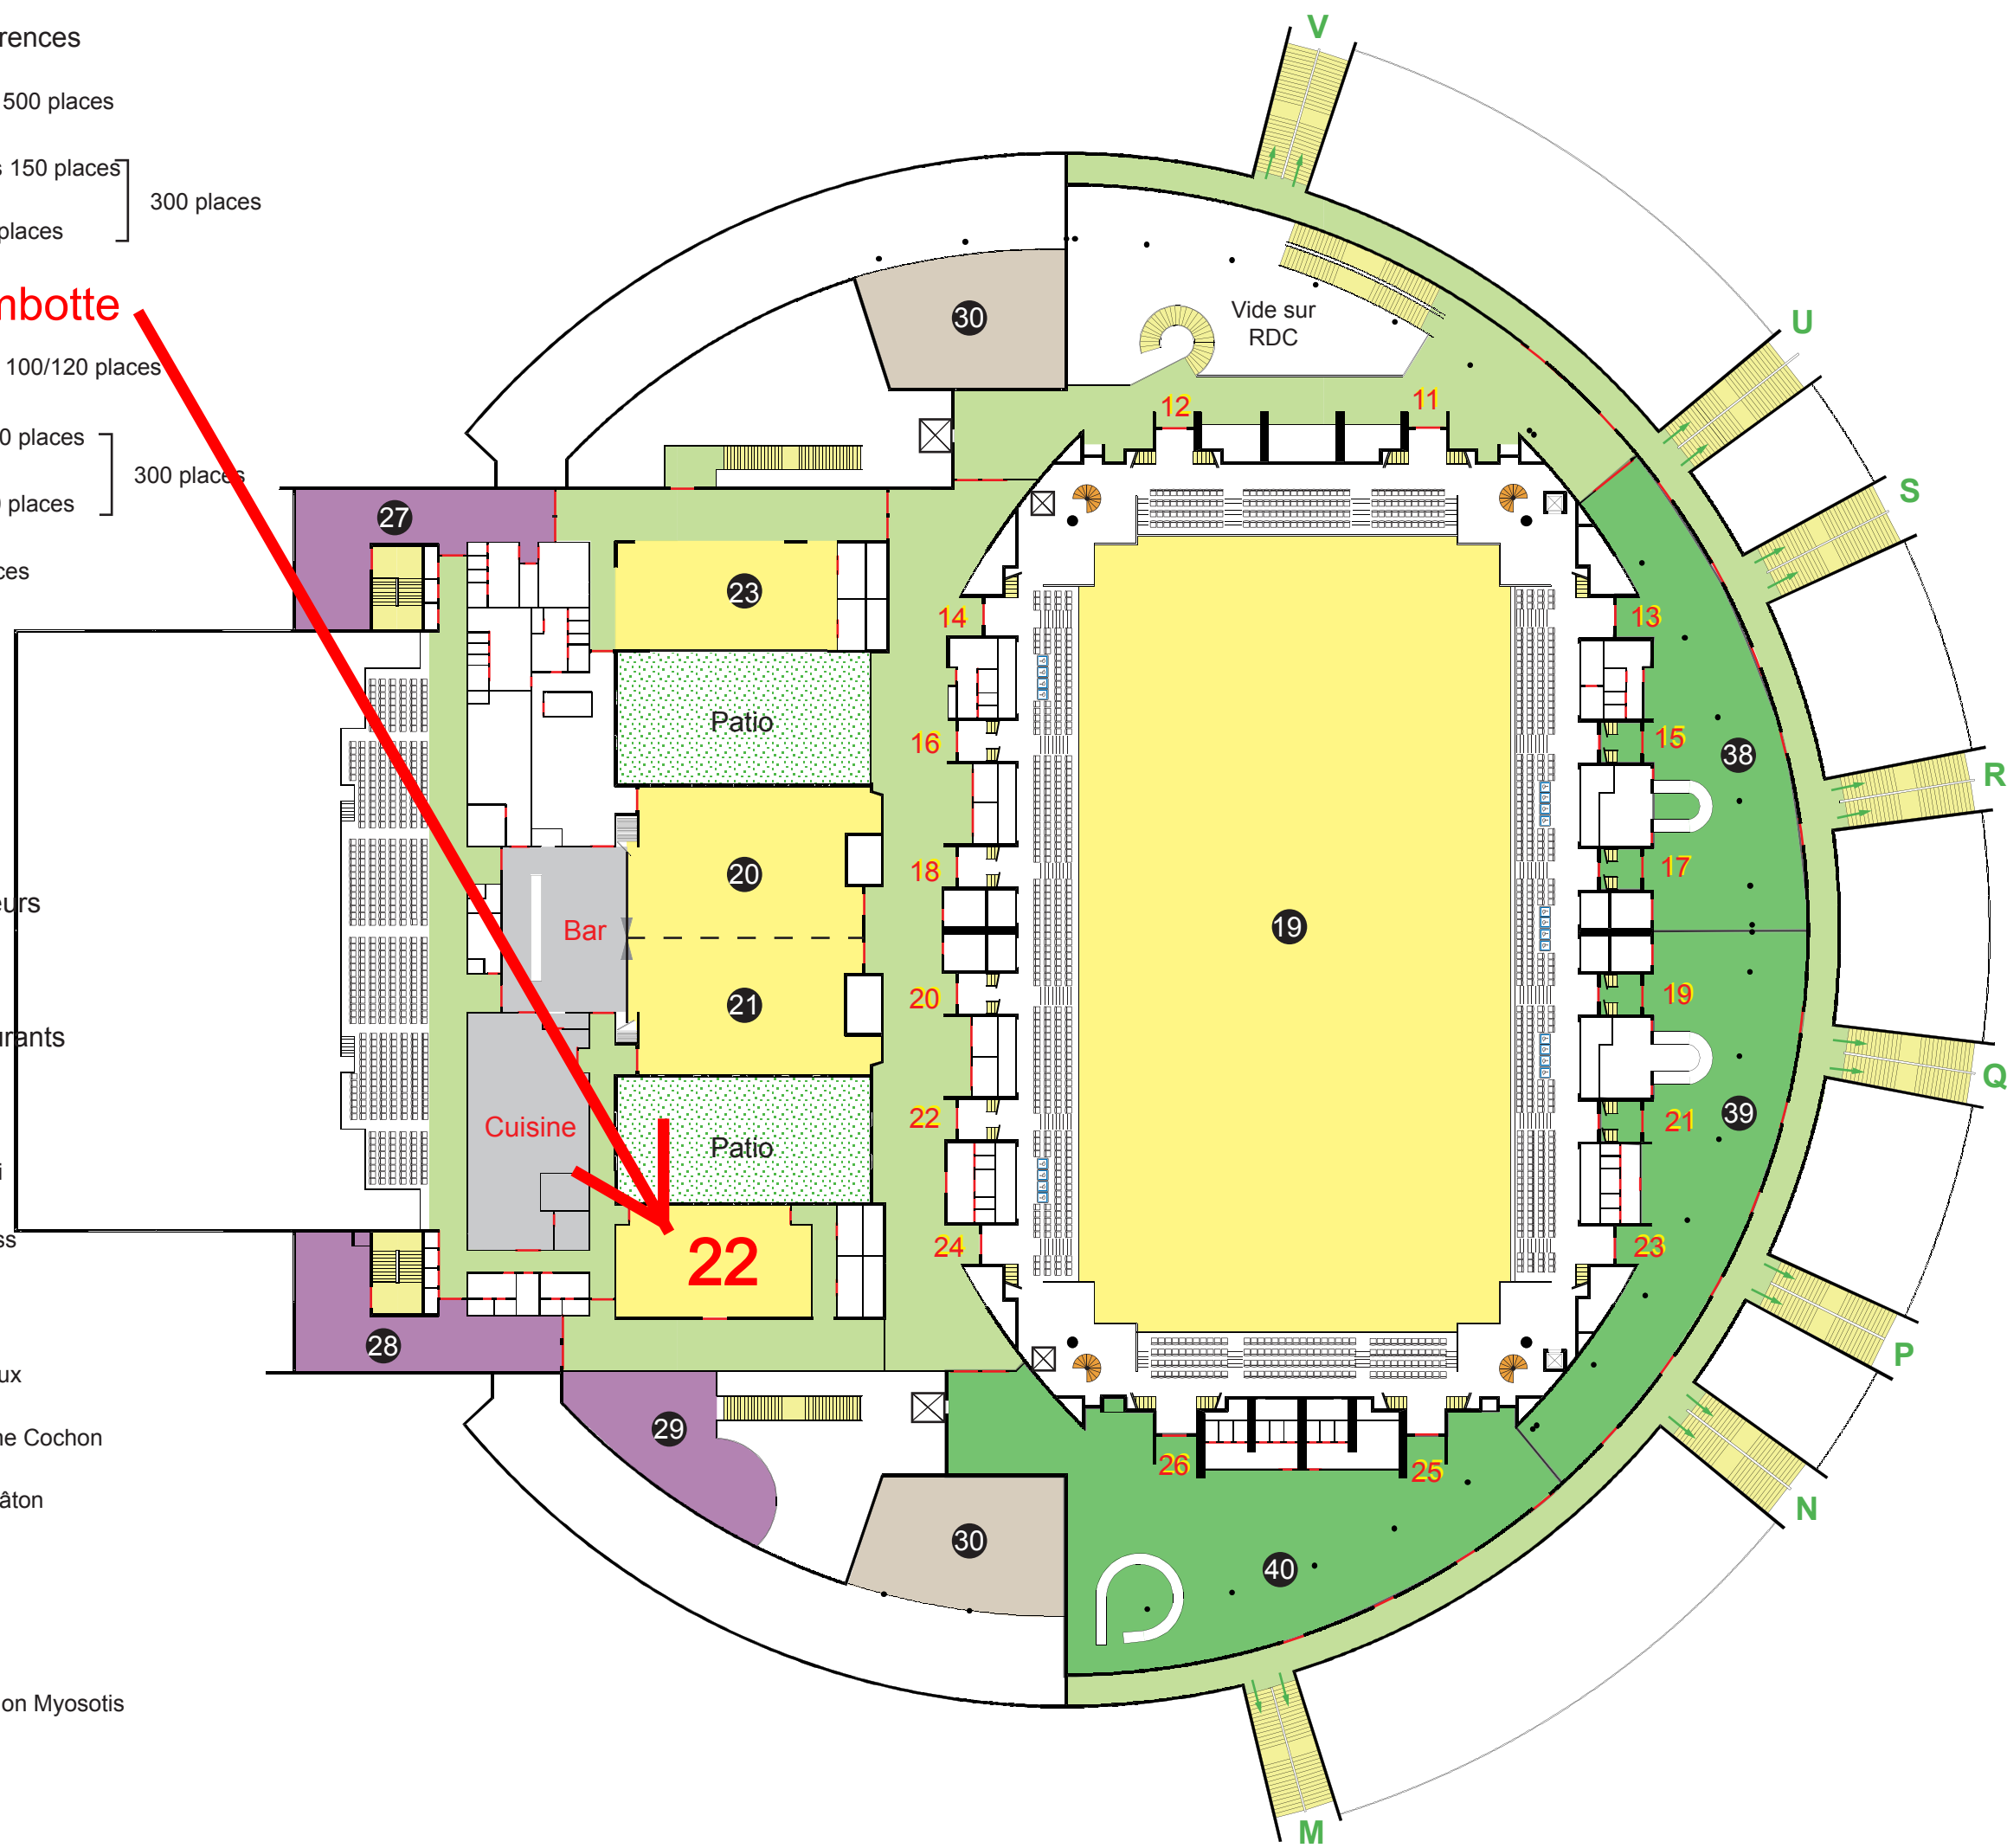 rences
500 places
s 150 places
300 places
places
mbotte
100/120 places
0 places
300 places
places
ces
eurs
urants
i
ss
ux
ne Cochon
âton
on Myosotis
V
U
S
R
Q
P
N
M
30
Vide sur
RDC
12
11
27
23
14
13
Patio
16
15
38
20
18
17
Bar
19
21
20
19
Cuisine
Patio
22
21
39
22
24
23
28
29
26
25
30
40